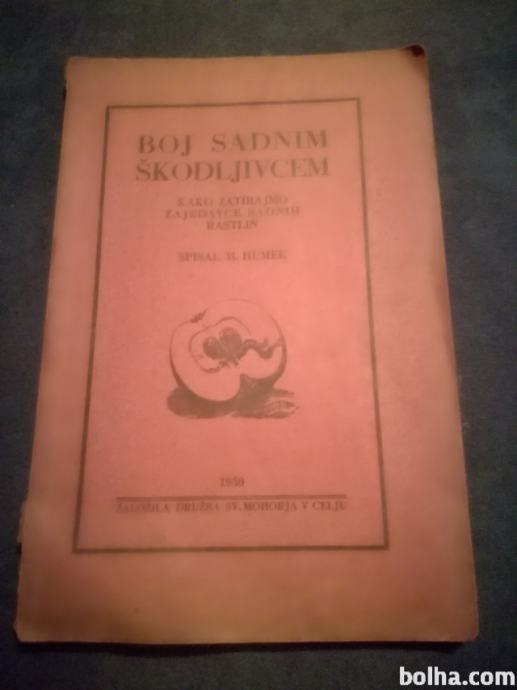 BOJ SADNIM
ŠKODLJIVCEM
KAKO ZATIRAJMO
ZAJEDAVCE SADNIH
RASTLIN
SPISAL M. HUMEK
1930
ZALOŽILA DRUŽBA SV. MOHORJA V CELJU
bolha.com